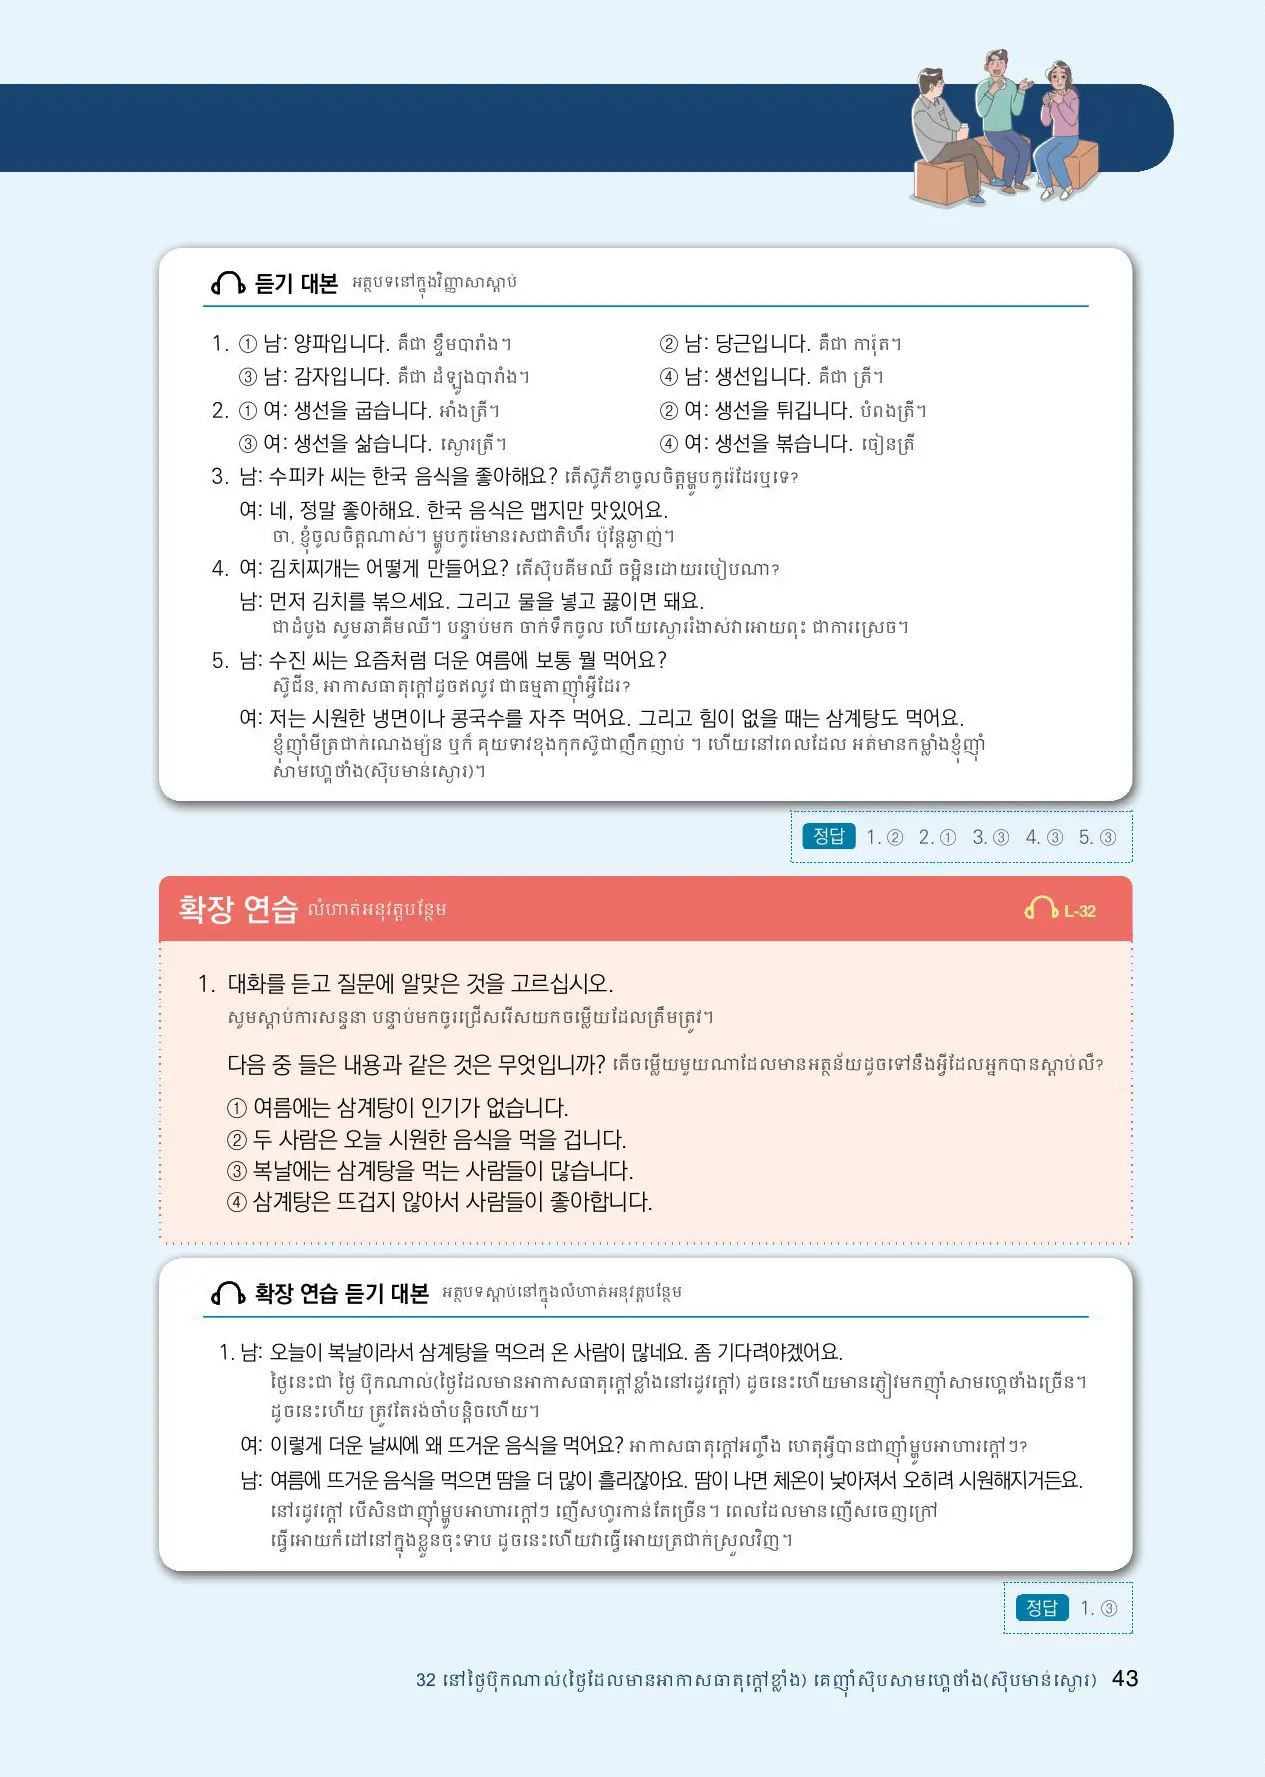 듣기 대본 អត្ថបទនៅក្នុងវិញ្ញាសាស្តាប់
1. ① 남: 양파입니다. គឺជា ខ្ទឹមបារាំង។ ② 남: 당근입니다. គឺជា ការ៉ុត។
③ 남: 감자입니다. គឺជា ដំឡូងបារាំង។ ④ 남: 생선입니다. គឺជា ត្រី។
2. ① 여: 생선을 굽습니다. អាំងត្រី។ ② 여: 생선을 튀깁니다. បំពងត្រី។
③ 여: 생선을 삶습니다. ស្ងោរត្រី។ ④ 여: 생선을 볶습니다. ចៀនត្រី
3. 남: 수피카 씨는 한국 음식을 좋아해요? តើស៊ូភីខាចូលចិត្តម្ហូបកូរ៉េដែរឬទេ?
여: 네, 정말 좋아해요. 한국 음식은 맵지만 맛있어요.
ចា, ខ្ញុំចូលចិត្តណាស់។ ម្ហូបកូរ៉េមានរសជាតិហឹរ ប៉ុន្តែឆ្ងាញ់។
4. 여: 김치찌개는 어떻게 만들어요? តើស៊ុបគីមឈី ចម្អិនដោយរបៀបណា?
남: 먼저 김치를 볶으세요. 그리고 물을 넣고 끓이면 돼요.
ជាដំបូង សូមឆាគីមឈី។ បន្ទាប់មក ចាក់ទឹកចូល ហើយស្ងោររំងាស់វាអោយពុះ ជាការស្រេច។
5. 남: 수진 씨는 요즘처럼 더운 여름에 보통 뭘 먹어요?
ស៊ូជីន, អាកាសធាតុក្តៅដូចឥលូវ ជាធម្មតាញ៉ាំអ្វីដែរ?
여: 저는 시원한 냉면이나 콩국수를 자주 먹어요. 그리고 힘이 없을 때는 삼계탕도 먹어요.
ខ្ញុំញ៉ាំមីត្រជាក់ណេងម្យ៉ន ឬក៏ គុយទាវខុងកុកស៊ូជាញឹកញាប់ ។ ហើយនៅពេលដែល អត់មានកម្លាំងខ្ញុំញ៉ាំ
សាមហ្គេថាំង(ស៊ុបមាន់ស្ងោរ)។
정답 1. ② 2. ① 3. ③ 4. ③ 5. ③
확장 연습 លំហាត់អនុវត្តបន្ថែម L-32
1. 대화를 듣고 질문에 알맞은 것을 고르십시오.
សូមស្តាប់ការសន្ទនា បន្ទាប់មកចូរជ្រើសរើសយកចម្លើយដែលត្រឹមត្រូវ។
다음 중 들은 내용과 같은 것은 무엇입니까? តើចម្លើយមួយណាដែលមានអត្ថន័យដូចទៅនឹងអ្វីដែលអ្នកបានស្តាប់លឺ?
① 여름에는 삼계탕이 인기가 없습니다.
② 두 사람은 오늘 시원한 음식을 먹을 겁니다.
③ 복날에는 삼계탕을 먹는 사람들이 많습니다.
④ 삼계탕은 뜨겁지 않아서 사람들이 좋아합니다.
확장 연습 듣기 대본 អត្ថបទស្តាប់នៅក្នុងលំហាត់អនុវត្តបន្ថែម
1. 남: 오늘이 복날이라서 삼계탕을 먹으러 온 사람이 많네요. 좀 기다려야겠어요.
ថ្ងៃនេះជា ថ្ងៃ ប៊ុកណាល់(ថ្ងៃដែលមានអាកាសធាតុក្តៅខ្លាំងនៅរដូវក្តៅ) ដូចនេះហើយមានភ្ញៀវមកញ៉ាំសាមហ្គេថាំងច្រើន។
ដូចនេះហើយ ត្រូវតែរង់ចាំបន្តិចហើយ។
여: 이렇게 더운 날씨에 왜 뜨거운 음식을 먹어요? អាកាសធាតុក្តៅអញ្ចឹង ហេតុអ្វីបានជាញ៉ាំម្ហូបអាហារក្តៅៗ?
남: 여름에 뜨거운 음식을 먹으면 땀을 더 많이 흘리잖아요. 땀이 나면 체온이 낮아져서 오히려 시원해지거든요.
នៅរដូវក្តៅ បើសិនជាញ៉ាំម្ហូបអាហារក្តៅៗ ញើសហូរកាន់តែច្រើន។ ពេលដែលមានញើសចេញក្រៅ
ធ្វើអោយកំដៅនៅក្នុងខ្លួនចុះទាប ដូចនេះហើយវាធ្វើអោយត្រជាក់ស្រួលវិញ។
정답 1. ③
32 នៅថ្ងៃប៊ុកណាល់(ថ្ងៃដែលមានអាកាសធាតុក្តៅខ្លាំង) គេញ៉ាំស៊ុបសាមហ្គេថាំង(ស៊ុបមាន់ស្ងោរ) 43